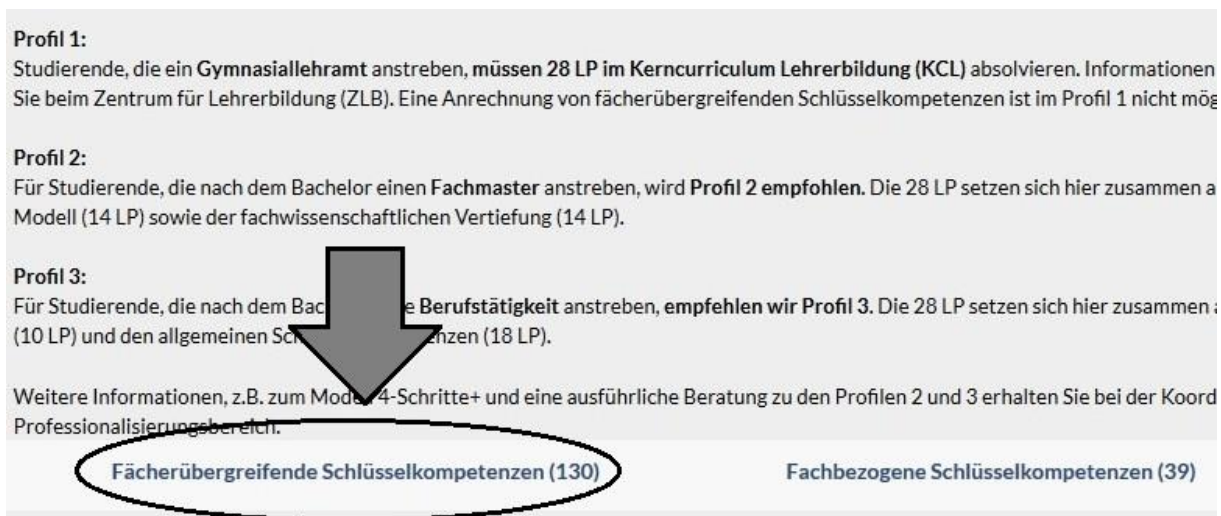 Profil 1:
Studierende, die ein Gymnasiallehramt anstreben, müssen 28 LP im Kerncurriculum Lehrerbildung (KCL) absolvieren. Informationen
Sie beim Zentrum für Lehrerbildung (ZLB). Eine Anrechnung von fächerübergreifenden Schlüsselkompetenzen ist im Profil 1 nicht mög
Profil 2:
Für Studierende, die nach dem Bachelor einen Fachmaster anstreben, wird Profil 2 empfohlen. Die 28 LP setzen sich hier zusammen a
Modell (14 LP) sowie der fachwissenschaftlichen Vertiefung (14 LP).
Profil 3:
Für Studierende, die nach dem Bac e Berufstätigkeit anstreben, empfehlen wir Profil 3. Die 28 LP setzen sich hier zusammen a
(10 LP) und den allgemeinen Sch enzen (18 LP).
Weitere Informationen, z.B. zum Modell 4-Schritte+ und eine ausführliche Beratung zu den Profilen 2 und 3 erhalten Sie bei der Koord
Professionalisierungsbereich.
Fächerübergreifende Schlüsselkompetenzen (130) Fachbezogene Schlüsselkompetenzen (39)